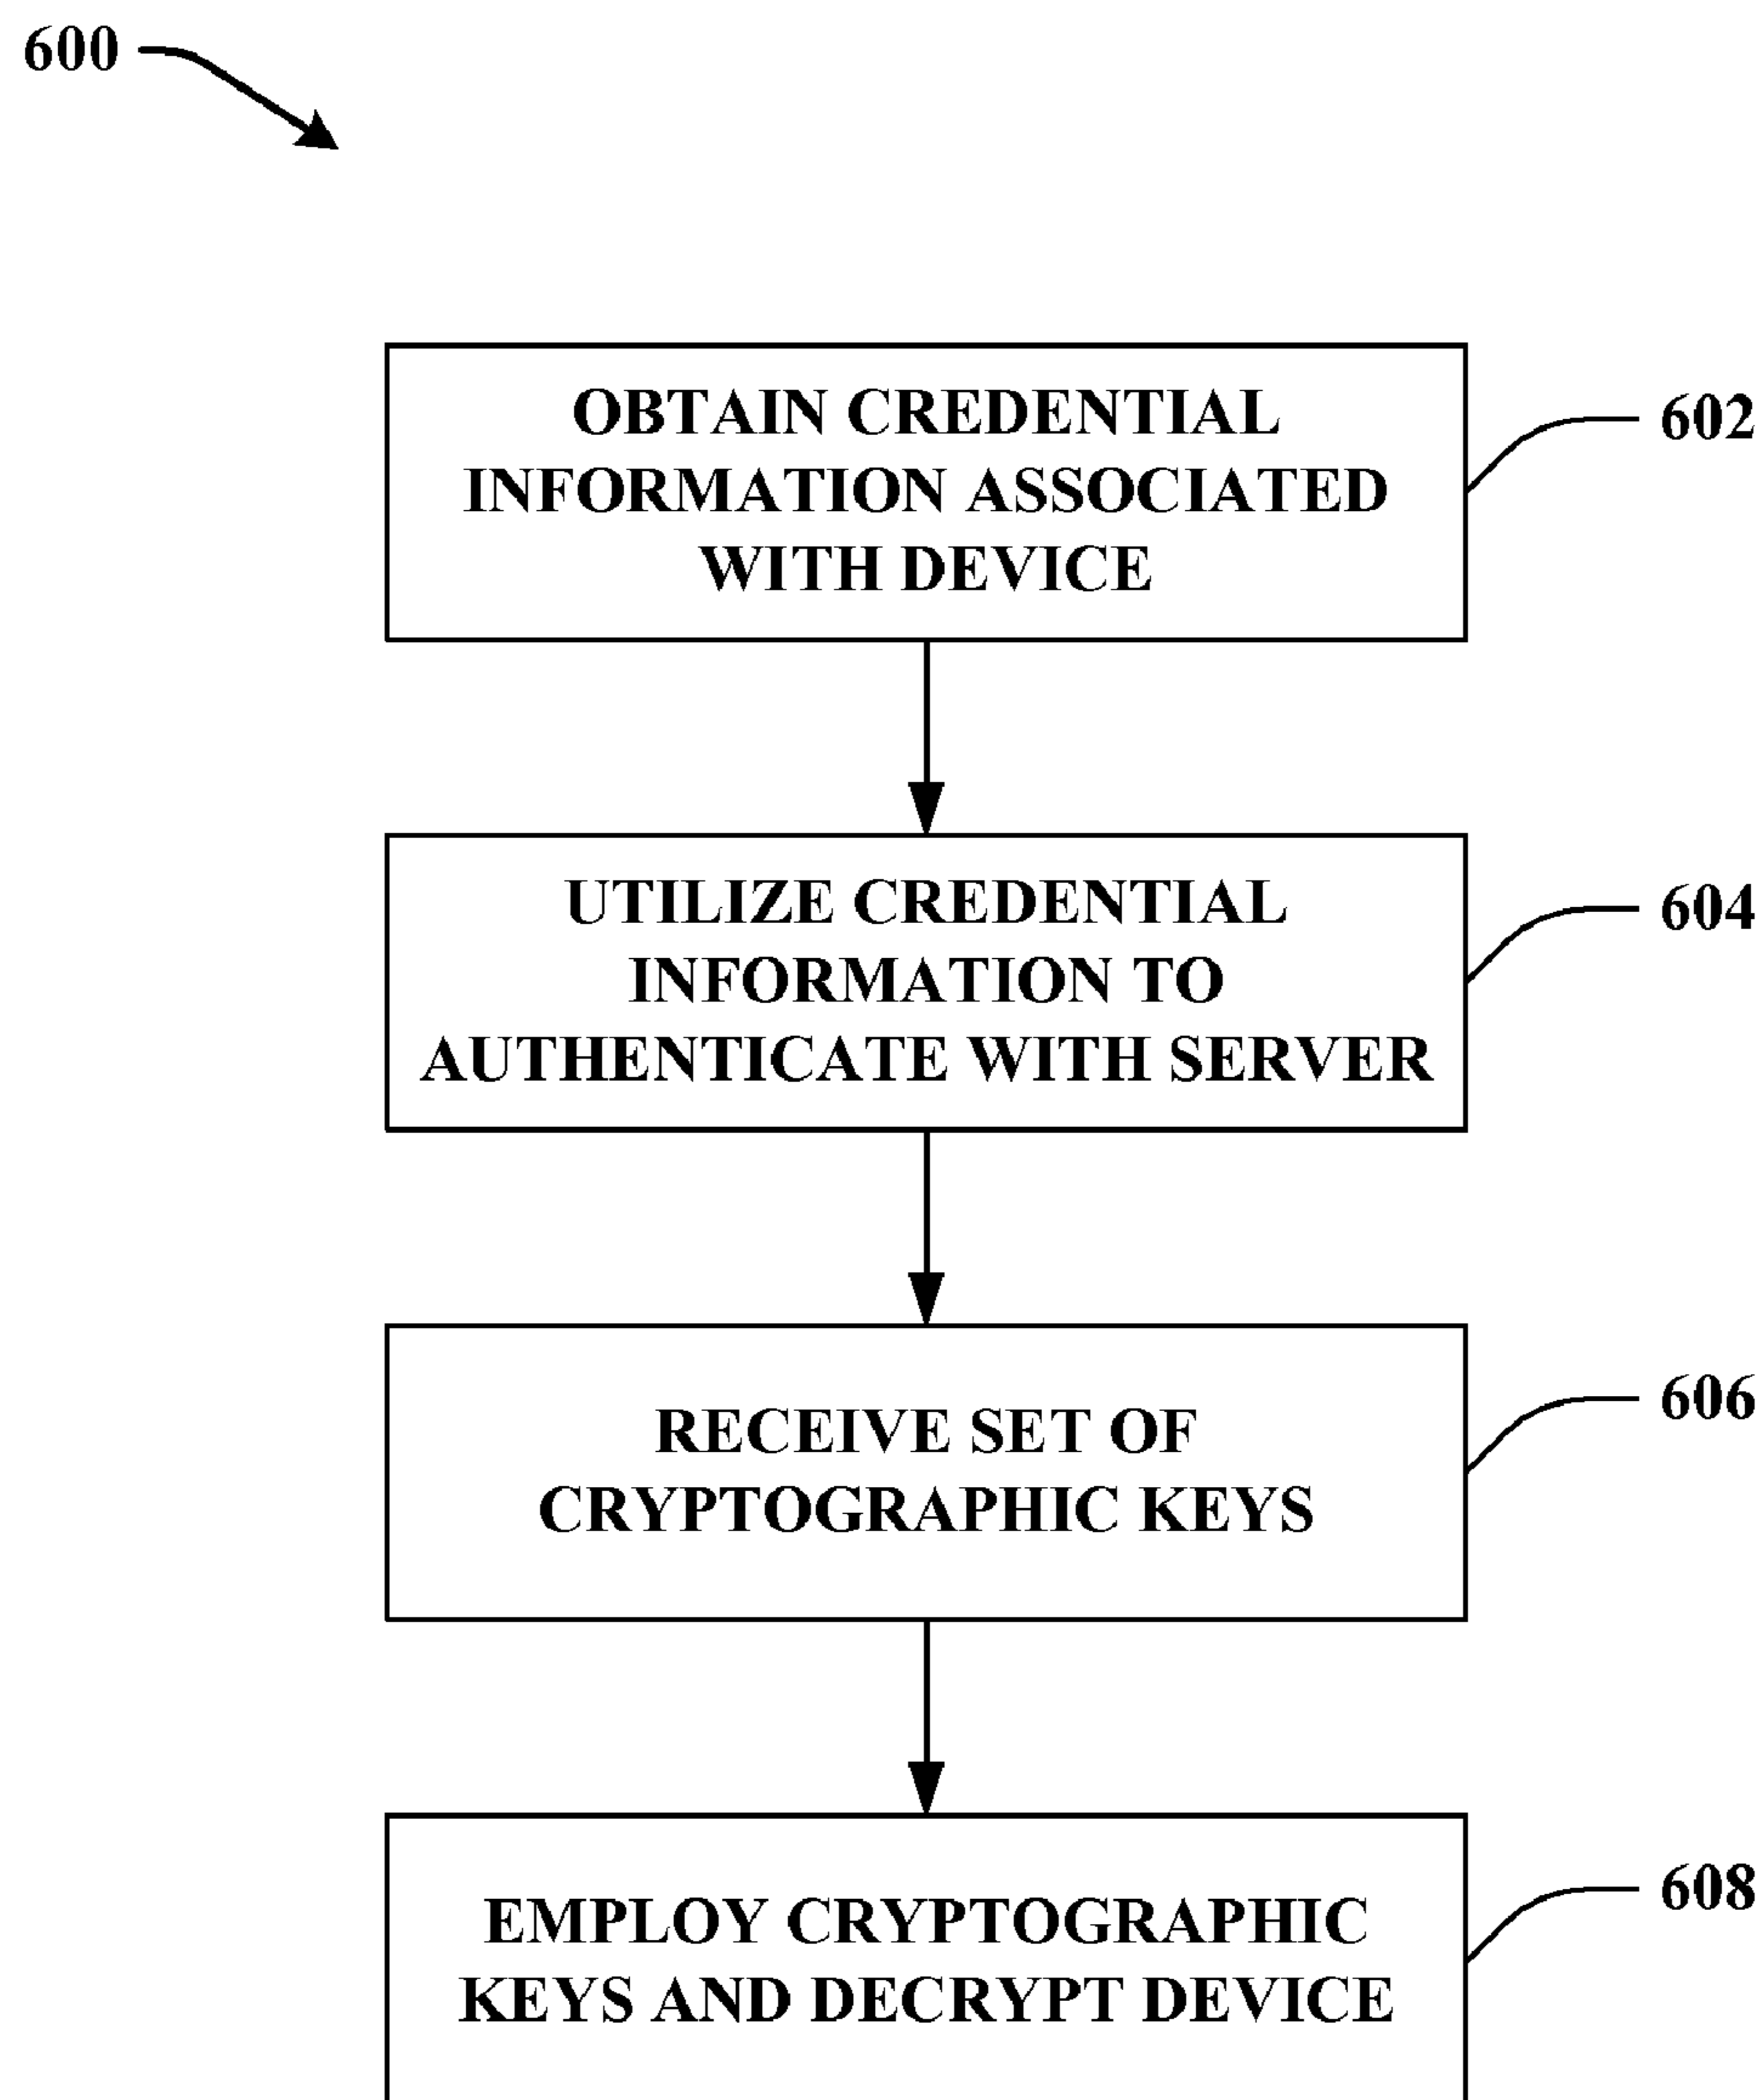 600
OBTAIN CREDENTIAL
INFORMATION ASSOCIATED
WITH DEVICE
602
UTILIZE CREDENTIAL
INFORMATION TO
AUTHENTICATE WITH SERVER
604
RECEIVE SET OF
CRYPTOGRAPHIC KEYS
606
EMPLOY CRYPTOGRAPHIC
KEYS AND DECRYPT DEVICE
608